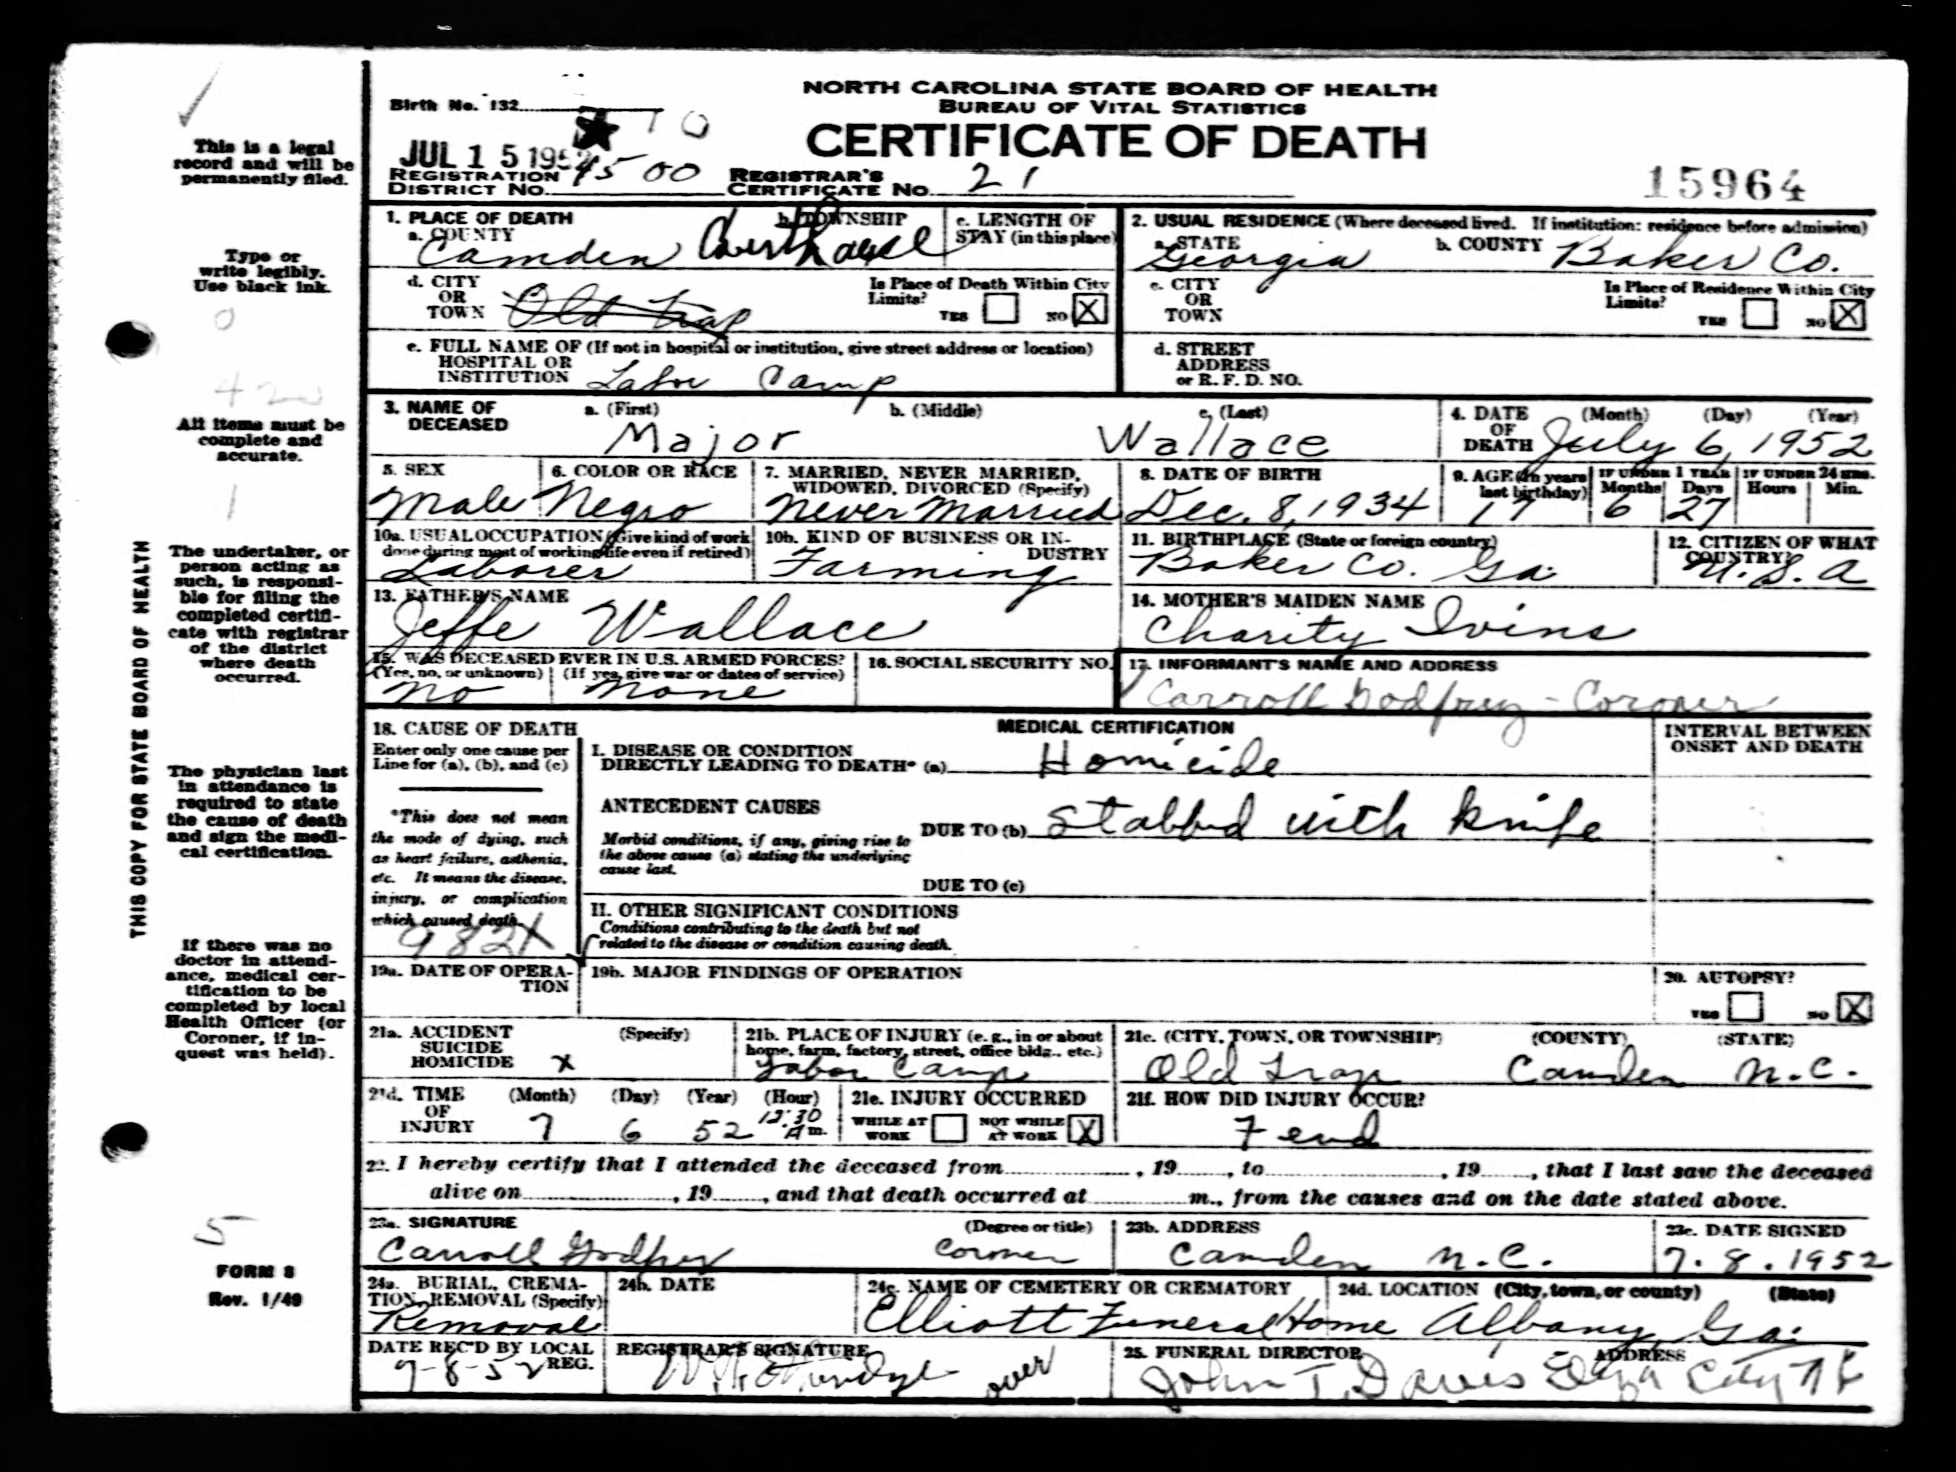 NORTH CAROLINA STATE BOARD OF HEALTH
BUREAU OF VITAL STATISTICS
CERTIFICATE OF DEATH
Birth No. 132
JUL 15 195
REGISTRATION DISTRICT No. 4500
REGISTRAR'S CERTIFICATE No. 21
15964
This is a legal
record and will be
permanently filed.
Type or
write legibly.
Use black ink.
0
420
All items must be
complete and
accurate.
1
The undertaker, or
person acting as
such, is responsi-
ble for filing the
completed certifi-
cate with registrar
of the district
where death
occurred.
The physician last
in attendance is
required to state
the cause of death
and sign the medi-
cal certification.
If there was no
doctor in attend-
ance, medical cer-
tification to be
completed by local
Health Officer (or
Coroner, if in-
quest was held).
5
FORM 8
Rev. 1/49
THIS COPY FOR STATE BOARD OF HEALTH
1. PLACE OF DEATH
a. COUNTY Camden
b. TOWNSHIP Courthouse
c. LENGTH OF STAY (in this place)
d. CITY OR TOWN Old Trap
Is Place of Death Within City Limits? YES NO X
e. FULL NAME OF (If not in hospital or institution, give street address or location)
HOSPITAL OR INSTITUTION Labor Camp
2. USUAL RESIDENCE (Where deceased lived. If institution: residence before admission)
a. STATE Georgia b. COUNTY Baker Co.
c. CITY OR TOWN
Is Place of Residence Within City Limits? YES NO X
d. STREET ADDRESS or R. F. D. NO.
3. NAME OF DECEASED a. (First) Major b. (Middle) c. (Last) Wallace
4. DATE OF DEATH (Month) (Day) (Year) July 6, 1952
5. SEX Male
6. COLOR OR RACE Negro
7. MARRIED, NEVER MARRIED, WIDOWED, DIVORCED (Specify) Never Married
8. DATE OF BIRTH Dec. 8, 1934
9. AGE (In years last birthday) 17
IF UNDER 1 YEAR Months 6 Days 27
IF UNDER 24 HRS. Hours Min.
10a. USUAL OCCUPATION (Give kind of work done during most of working life even if retired) Laborer
10b. KIND OF BUSINESS OR INDUSTRY Farming
11. BIRTHPLACE (State or foreign country) Baker Co. Ga.
12. CITIZEN OF WHAT COUNTRY? U.S.A
13. FATHER'S NAME Jeffe Wallace
14. MOTHER'S MAIDEN NAME Charity Ivins
15. WAS DECEASED EVER IN U.S. ARMED FORCES?
(Yes, no, or unknown) No (If yes, give war or dates of service) None
16. SOCIAL SECURITY NO.
17. INFORMANT'S NAME AND ADDRESS
Carroll Godfrey - Coroner
18. CAUSE OF DEATH
Enter only one cause per
Line for (a), (b), and (c)
*This does not mean
the mode of dying, such
as heart failure, asthenia,
etc. It means the disease,
injury, or complication
which caused death.
982X
MEDICAL CERTIFICATION
INTERVAL BETWEEN ONSET AND DEATH
I. DISEASE OR CONDITION
DIRECTLY LEADING TO DEATH* (a) Homicide
ANTECEDENT CAUSES
Morbid conditions, if any, giving rise to
the above cause (a) stating the underlying
cause last.
DUE TO (b) Stabbed with knife
DUE TO (c)
II. OTHER SIGNIFICANT CONDITIONS
Conditions contributing to the death but not
related to the disease or condition causing death.
19a. DATE OF OPERATION
19b. MAJOR FINDINGS OF OPERATION
20. AUTOPSY?
YES NO X
21a. ACCIDENT SUICIDE HOMICIDE (Specify) X
21b. PLACE OF INJURY (e. g., in or about home, farm, factory, street, office bldg., etc.) Labor Camp
21c. (CITY, TOWN, OR TOWNSHIP) (COUNTY) (STATE)
Old Trap Camden N.C.
21d. TIME OF INJURY (Month) (Day) (Year) (Hour)
7 6 52 12:30 A m.
21e. INJURY OCCURRED
WHILE AT WORK NOT WHILE AT WORK X
21f. HOW DID INJURY OCCUR?
Feud
22. I hereby certify that I attended the deceased from , 19 , to , 19 , that I last saw the deceased
alive on , 19 , and that death occurred at m., from the causes and on the date stated above.
23a. SIGNATURE (Degree or title)
Carroll Godfrey Coroner
23b. ADDRESS
Camden N.C.
23c. DATE SIGNED
7.8.1952
24a. BURIAL, CREMATION, REMOVAL (Specify) Removal
24b. DATE
24c. NAME OF CEMETERY OR CREMATORY
Elliott Funeral Home
24d. LOCATION (City, town, or county) (State)
Albany, Ga.
DATE REC'D BY LOCAL REG. 7-8-52
REGISTRAR'S SIGNATURE
over
25. FUNERAL DIRECTOR ADDRESS
John T. Davis Eliza City N C